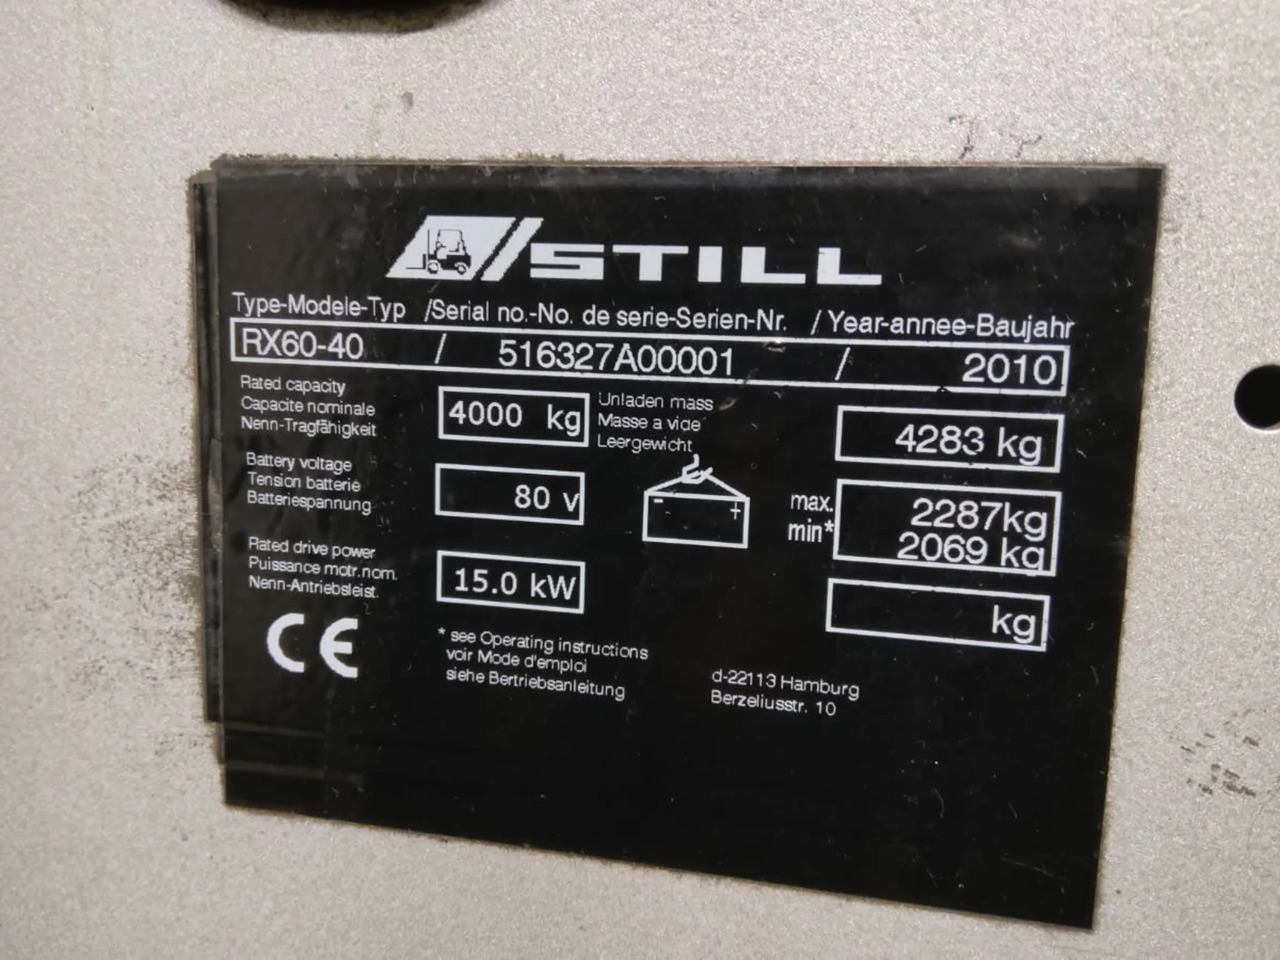 STILL
Type-Modele-Typ /Serial no.-No. de serie-Serien-Nr. / Year-annee-Baujahr
RX60-40 / 516327A00001 / 2010
Rated capacity
Capacite nominale
Nenn-Tragfähigkeit
4000 kg
Unladen mass
Masse a vide
Leergewicht
4283 kg
Battery voltage
Tension batterie
Batteriespannung
80 v
- +
max. 2287kg
min* 2069 kg
Rated drive power
Puissance motr.nom.
Nenn-Antriebsleist.
15.0 kW
kg
CE
* see Operating instructions
voir Mode d'emploi
siehe Bertriebsanleitung
d-22113 Hamburg
Berzeliusstr. 10